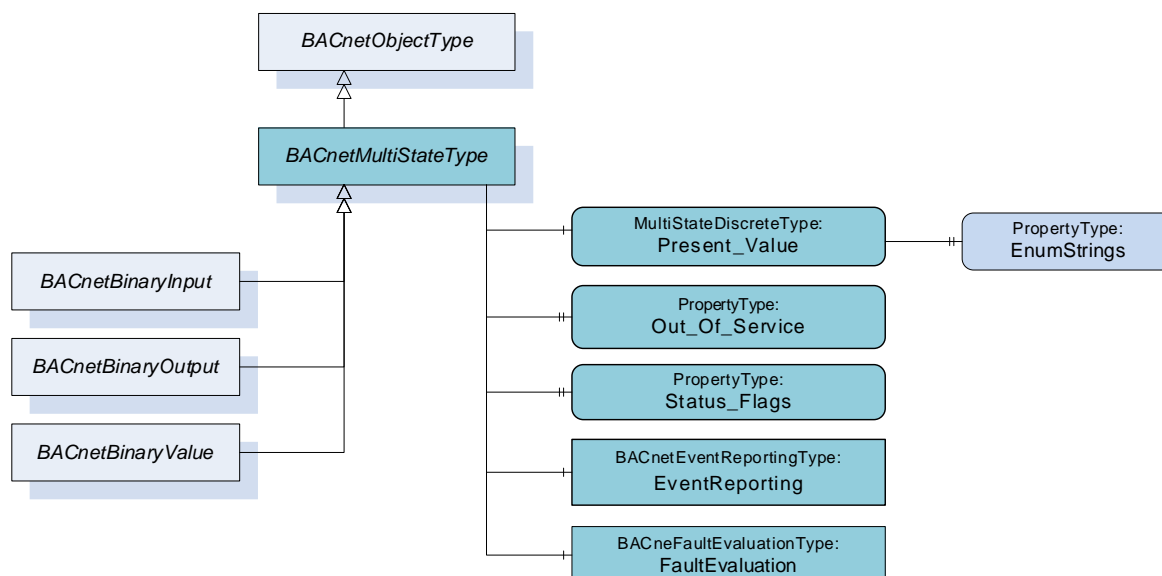 BACnetObjectType
BACnetMultiStateType
MultiStateDiscreteType:
Present_Value
PropertyType:
EnumStrings
BACnetBinaryInput
PropertyType:
Out_Of_Service
BACnetBinaryOutput
PropertyType:
Status_Flags
BACnetBinaryValue
BACnetEventReportingType:
EventReporting
BACneFaultEvaluationType:
FaultEvaluation